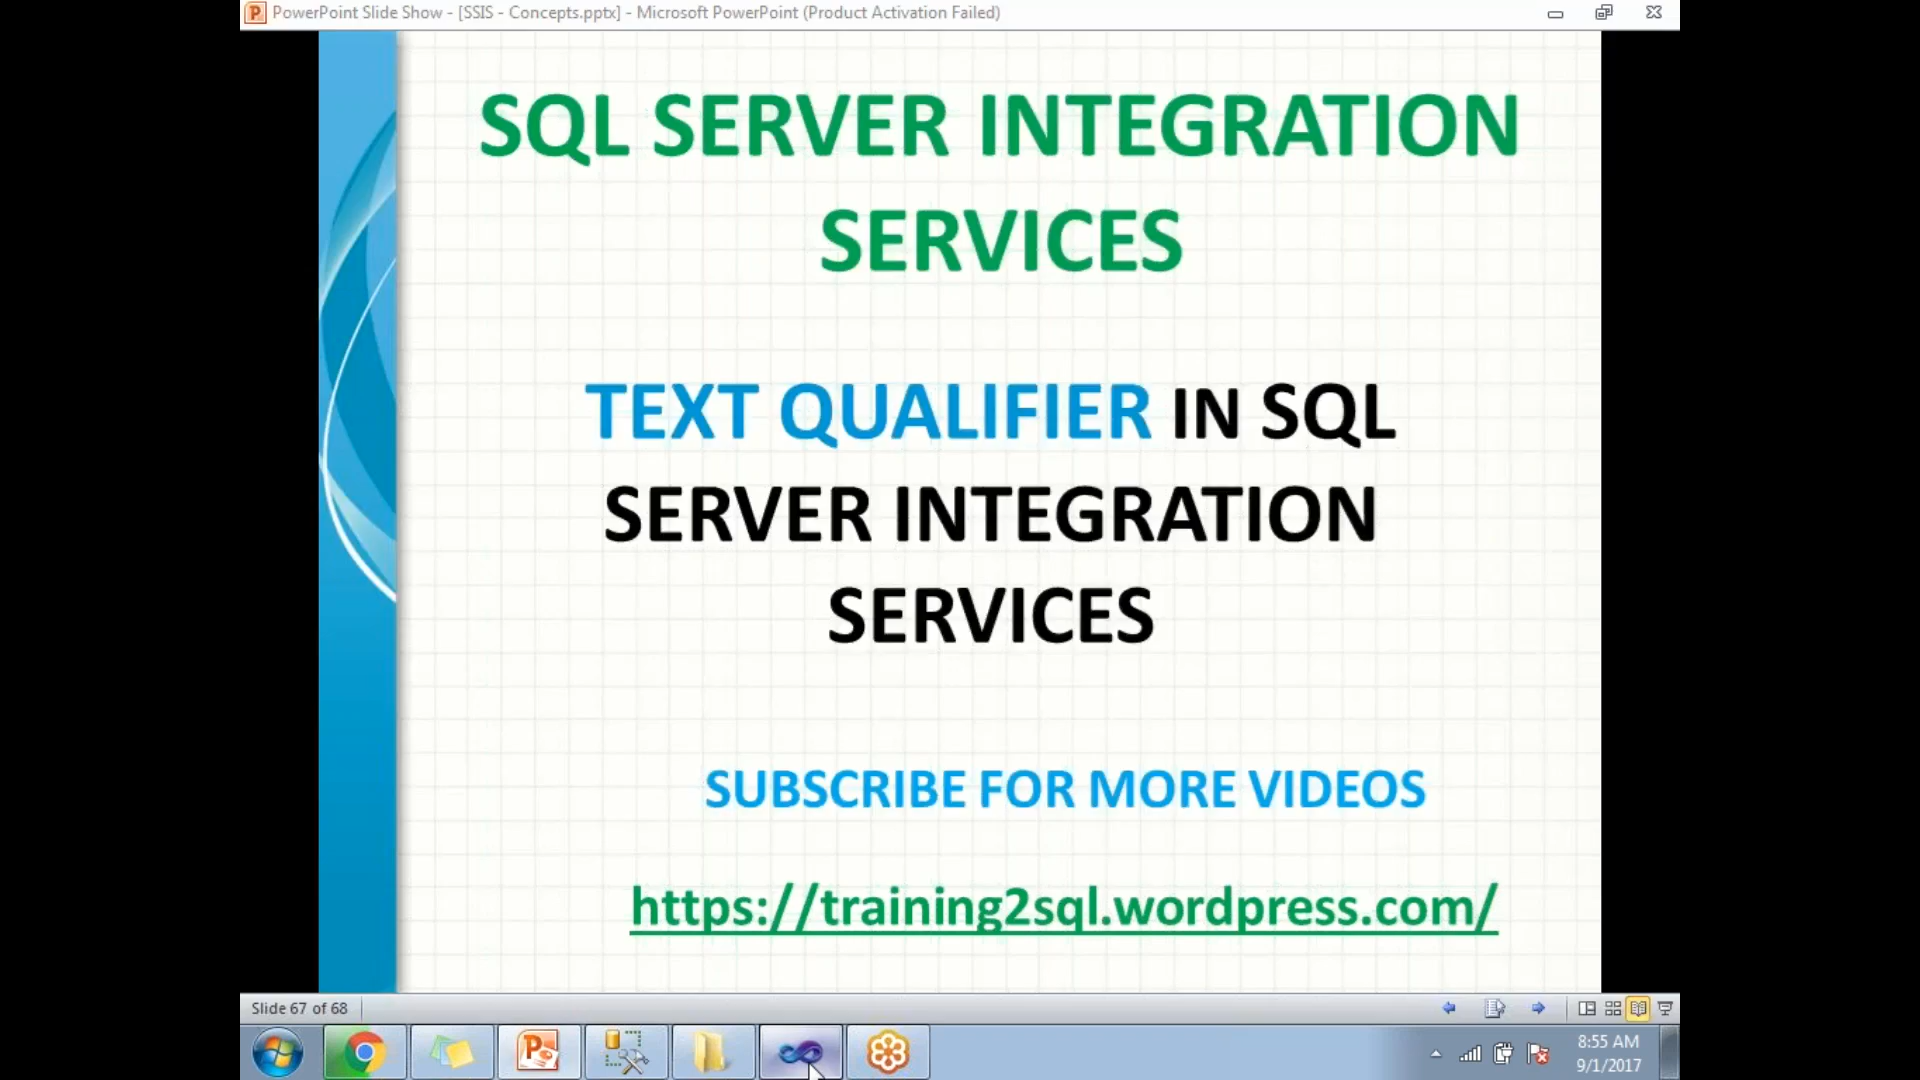 PowerPoint Slide Show - [SSIS - Concepts.pptx] - Microsoft PowerPoint (Product Activation Failed)
SQL SERVER INTEGRATION
SERVICES
TEXT QUALIFIER IN SQL
SERVER INTEGRATION
SERVICES
SUBSCRIBE FOR MORE VIDEOS
https://training2sql.wordpress.com/
Slide 67 of 68
8:55 AM
9/1/2017